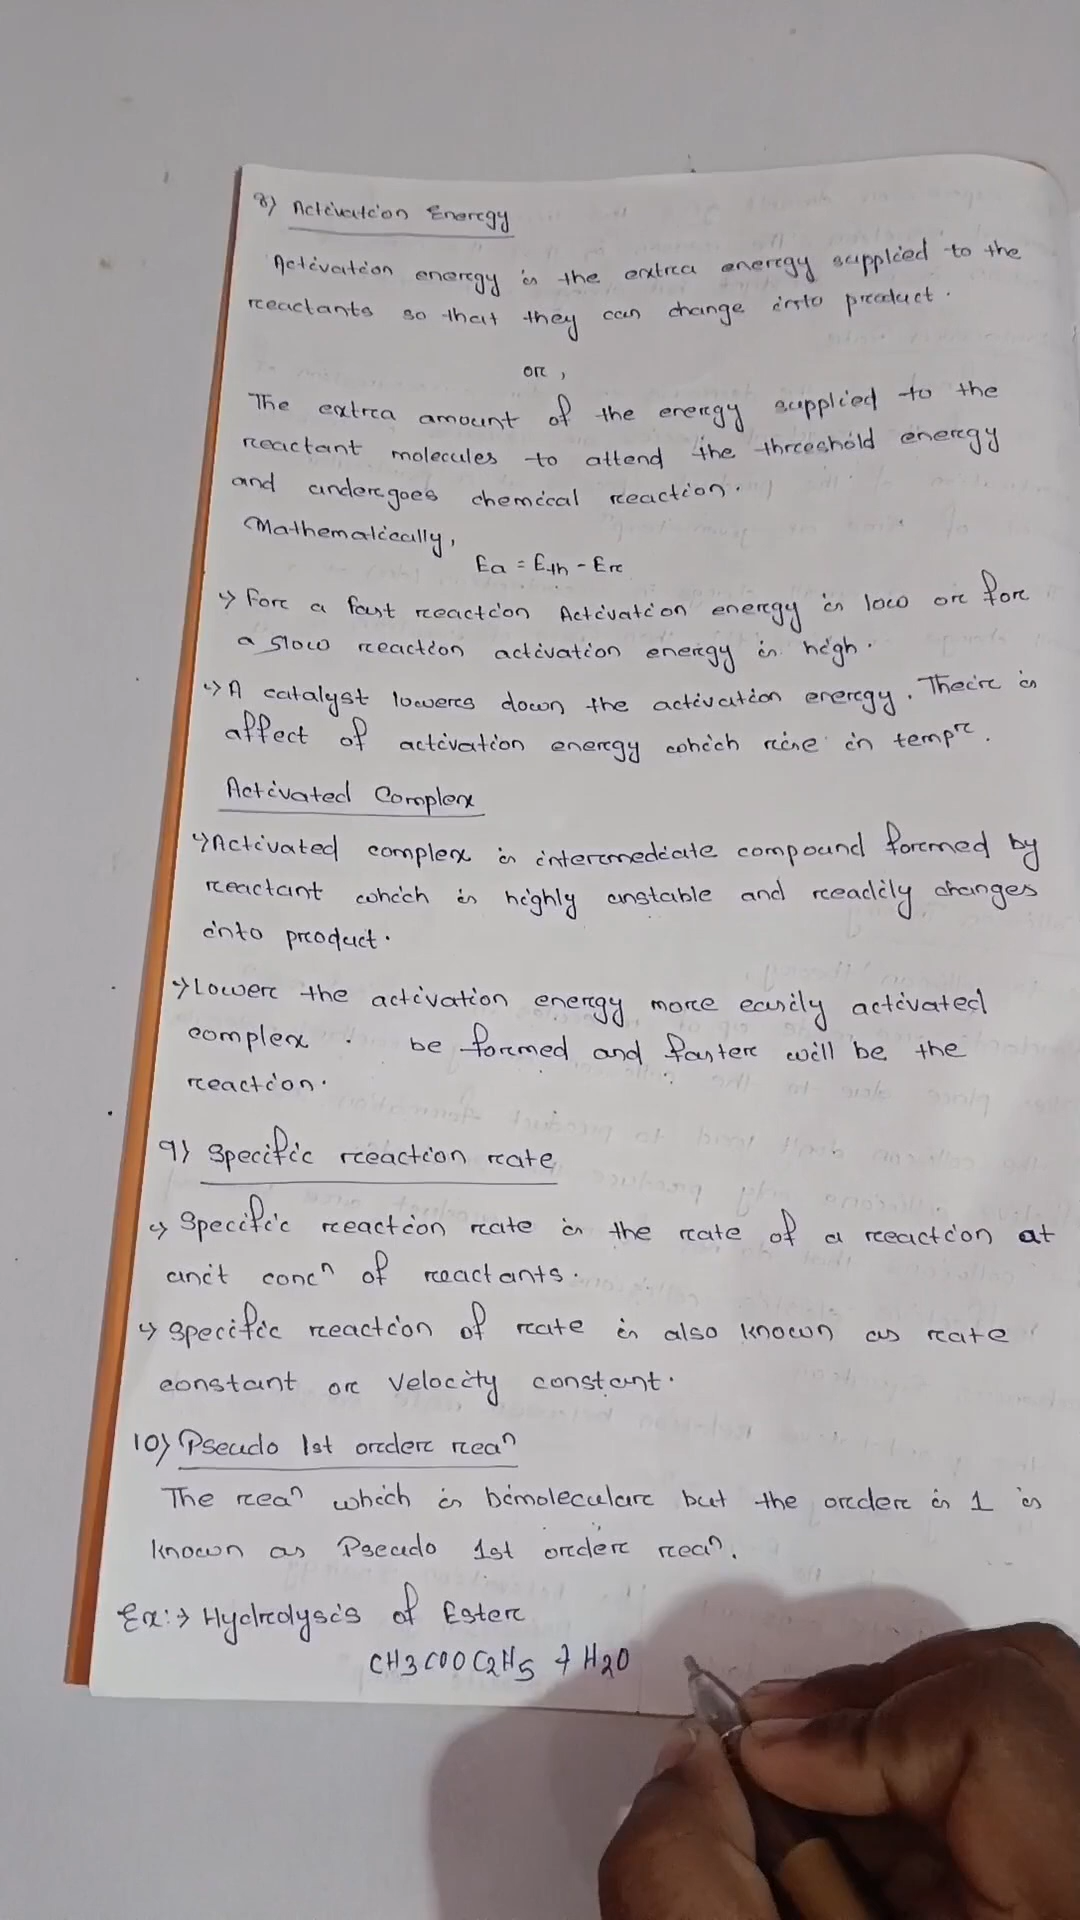 8) Activation Energy
Activation energy is the extra energy supplied to the
reactants so that they can change into product.
or,
The extra amount of the energy supplied to the
reactant molecules to attend the threshold energy
and undergoes chemical reaction.
Mathematically,
Ea = Eth - Er
→ For a fast reaction Activation energy is low or for
a slow reaction activation energy is high.
→ A catalyst lowers down the activation energy. Their is
affect of activation energy which rise in tempr.
Activated Complex
→ Activated complex is intermediate compound formed by
reactant which is highly unstable and readily changes
into product.
→ Lower the activation energy more easily activated
complex . be formed and faster will be the
reaction.
9) Specific reaction rate
→ Specific reaction rate is the rate of a reaction at
unit concn of reactants.
→ Specific reaction of rate is also known as rate
constant or Velocity constant.
10) Pseudo 1st order rean
The rean which is bimolecular but the order is 1 is
known as Pseudo 1st order rean.
Ex:→ Hydrolysis of Ester
CH3COOC2H5 + H2O